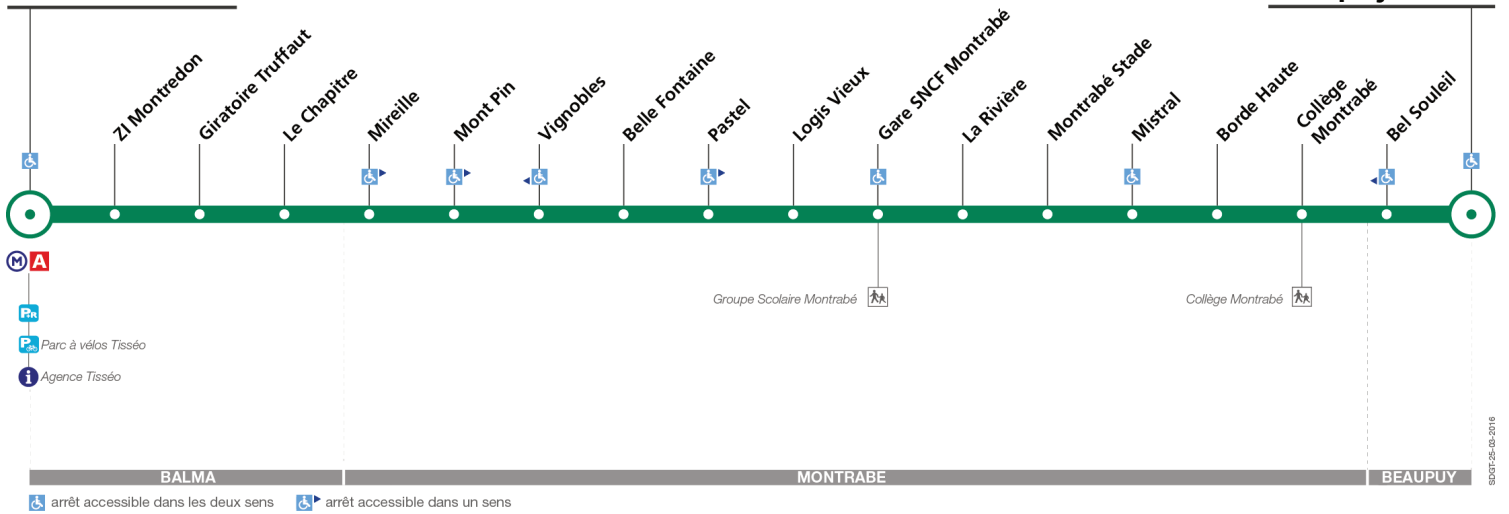 ZI Montredon
Giratoire Truffaut
Le Chapitre
Mireille
Mont Pin
Vignobles
Belle Fontaine
Pastel
Logis Vieux
Gare SNCF Montrabé
La Rivière
Montrabé Stade
Mistral
Borde Haute
Collège
Montrabé
Bel Souleil
M A
P+R
P Parc à vélos Tisséo
i Agence Tisséo
Groupe Scolaire Montrabé
Collège Montrabé
BALMA
MONTRABE
BEAUPUY
arrêt accessible dans les deux sens
arrêt accessible dans un sens
SDGT-25-03-2016